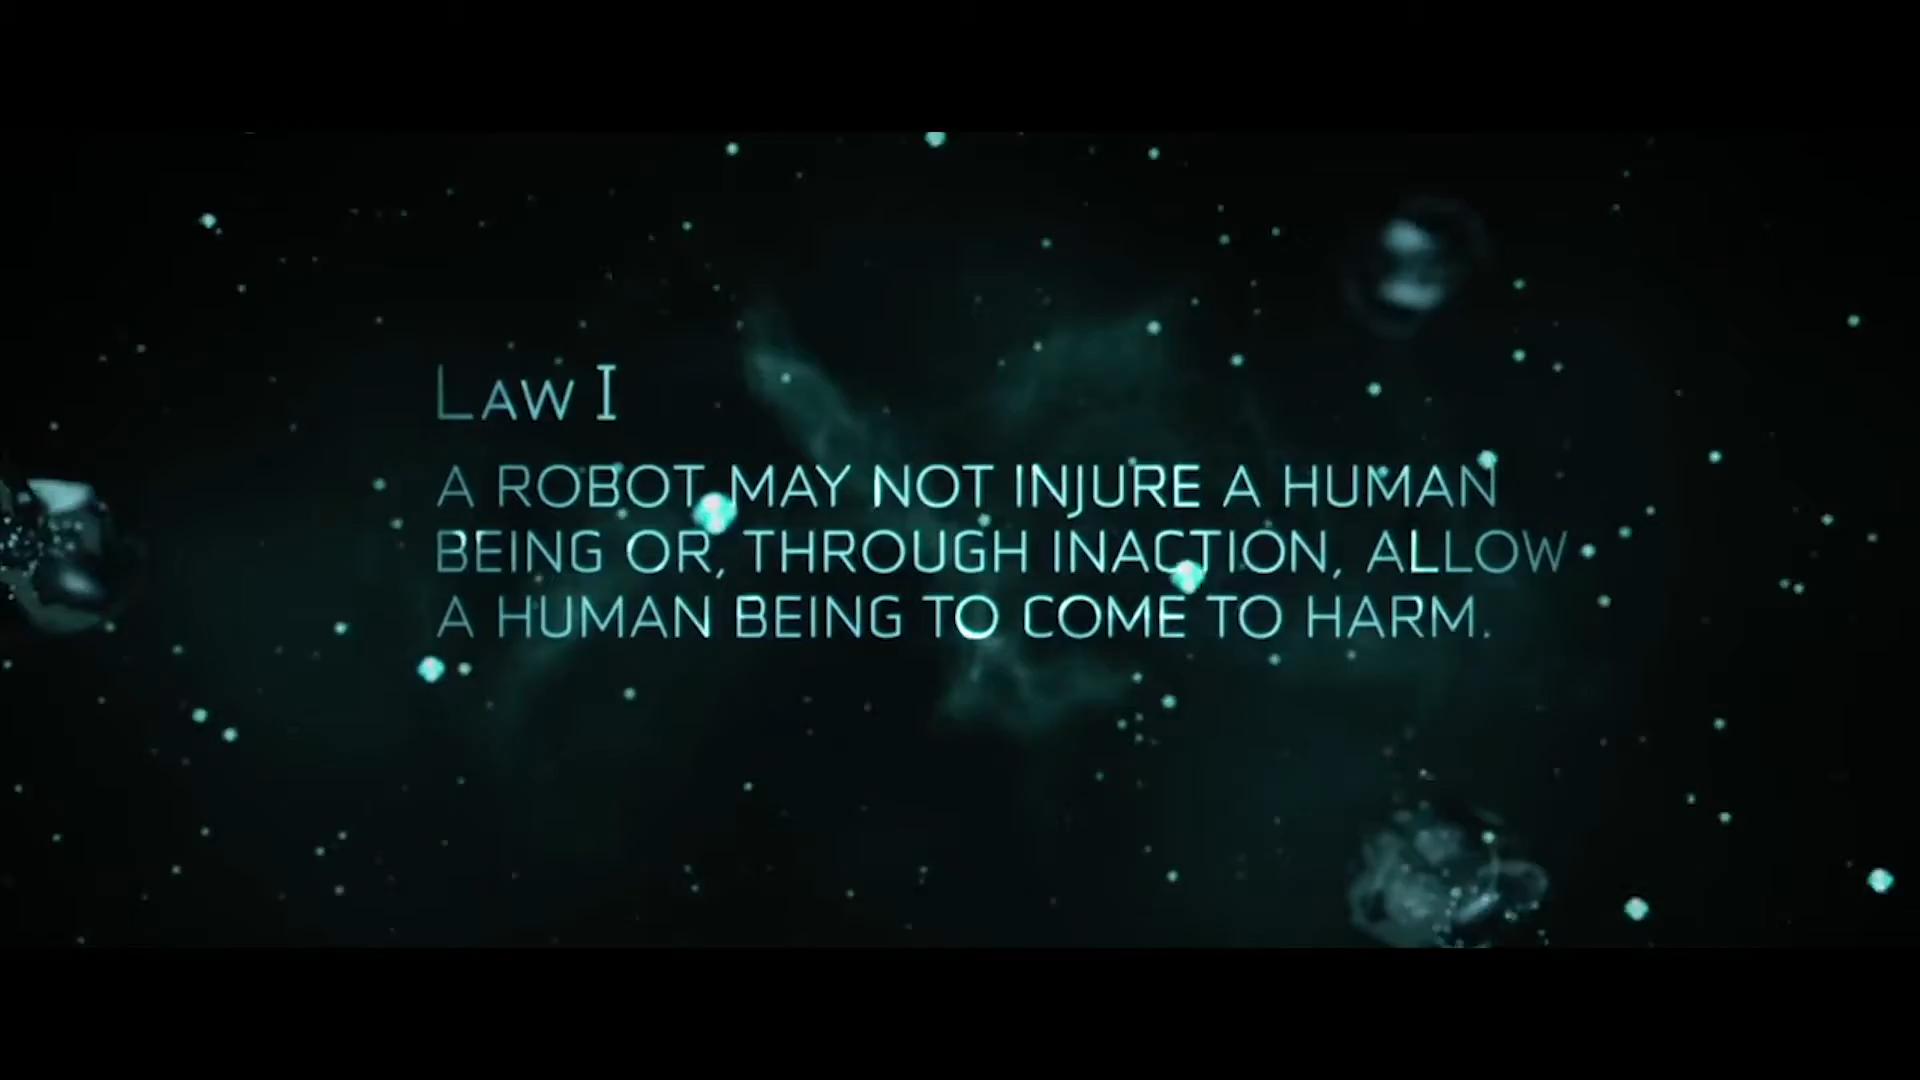 LAW I
A ROBOT MAY NOT INJURE A HUMAN
BEING OR, THROUGH INACTION, ALLOW
A HUMAN BEING TO COME TO HARM.